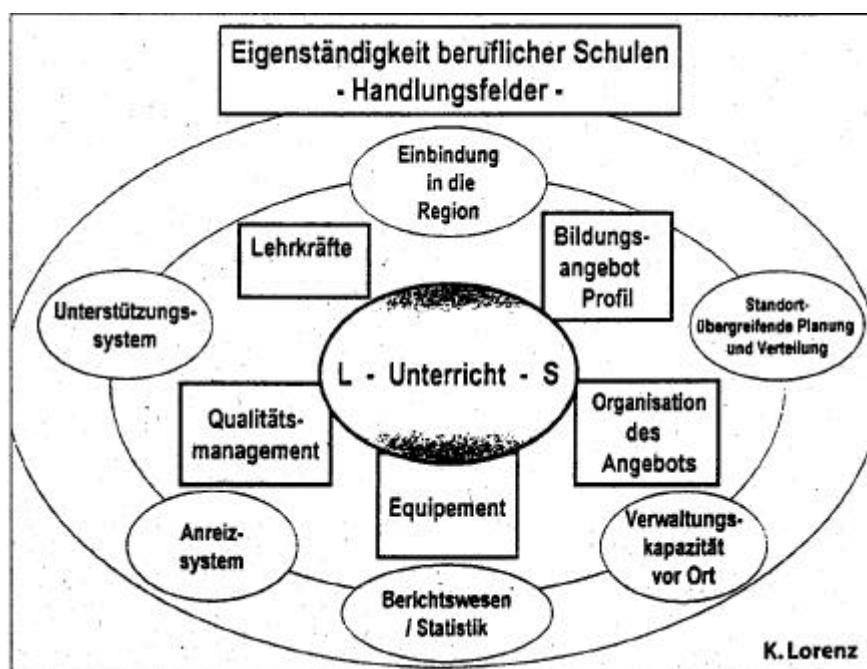 Eigenständigkeit beruflicher Schulen
- Handlungsfelder -
Einbindung
in die
Region
Lehrkräfte
Bildungs-
angebot
Profil
Unterstützungs-
system
Standort-
übergreifende Planung
und Verteilung
L - Unterricht - S
Qualitäts-
management
Organisation
des
Angebots
Equipement
Anreiz-
system
Verwaltungs-
kapazität
vor Ort
Berichtswesen
/ Statistik
K. Lorenz